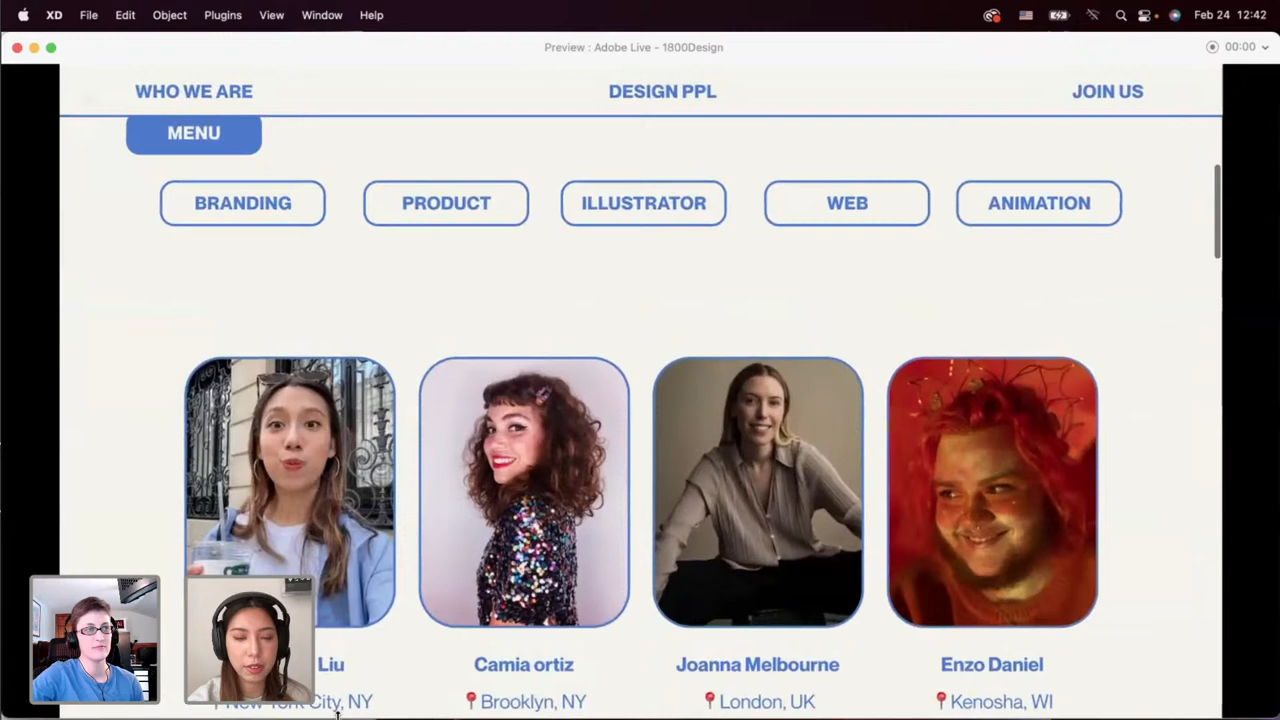 XD File Edit Object Plugins View Window Help Feb 24 12:42
Preview : Adobe Live - 1800Design 00:00
WHO WE ARE DESIGN PPL JOIN US
MENU
BRANDING PRODUCT ILLUSTRATOR WEB ANIMATION
Liu Camia ortiz Joanna Melbourne Enzo Daniel
New York City, NY Brooklyn, NY London, UK Kenosha, WI